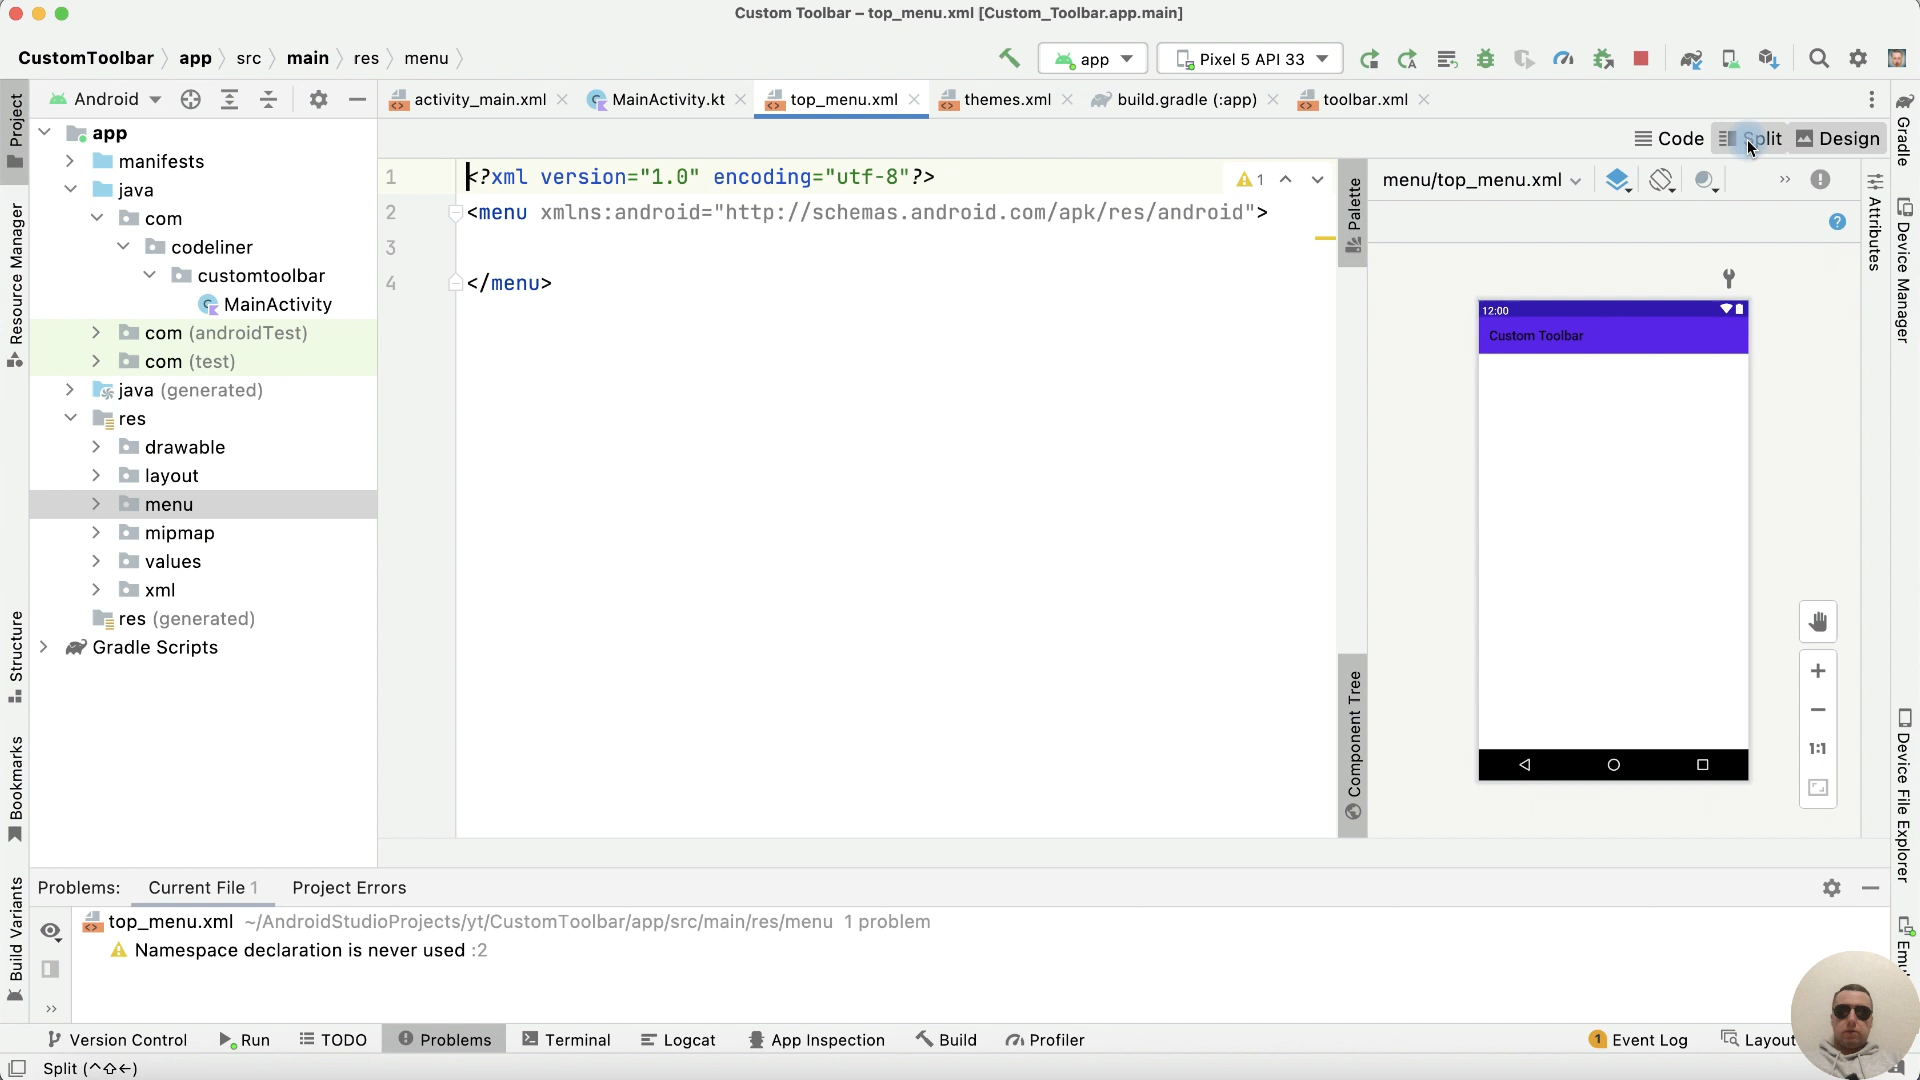 Custom Toolbar – top_menu.xml [Custom_Toolbar.app.main]
CustomToolbar app src main res menu
app
Pixel 5 API 33
Android
activity_main.xml
MainActivity.kt
top_menu.xml
themes.xml
build.gradle (:app)
toolbar.xml
Code
Split
Design
Project
Resource Manager
Structure
Bookmarks
Build Variants
app
manifests
java
com
codeliner
customtoolbar
MainActivity
com (androidTest)
com (test)
java (generated)
res
drawable
layout
menu
mipmap
values
xml
res (generated)
Gradle Scripts
1 <?xml version="1.0" encoding="utf-8"?>
2 <menu xmlns:android="http://schemas.android.com/apk/res/android">
3
4 </menu>
1
Palette
Component Tree
menu/top_menu.xml
12:00
Custom Toolbar
1:1
Attributes
Gradle
Device Manager
Device File Explorer
Problems: Current File 1 Project Errors
top_menu.xml ~/AndroidStudioProjects/yt/CustomToolbar/app/src/main/res/menu 1 problem
Namespace declaration is never used :2
Version Control
Run
TODO
Problems
Terminal
Logcat
App Inspection
Build
Profiler
1 Event Log
Layout
Split (^⇧←)